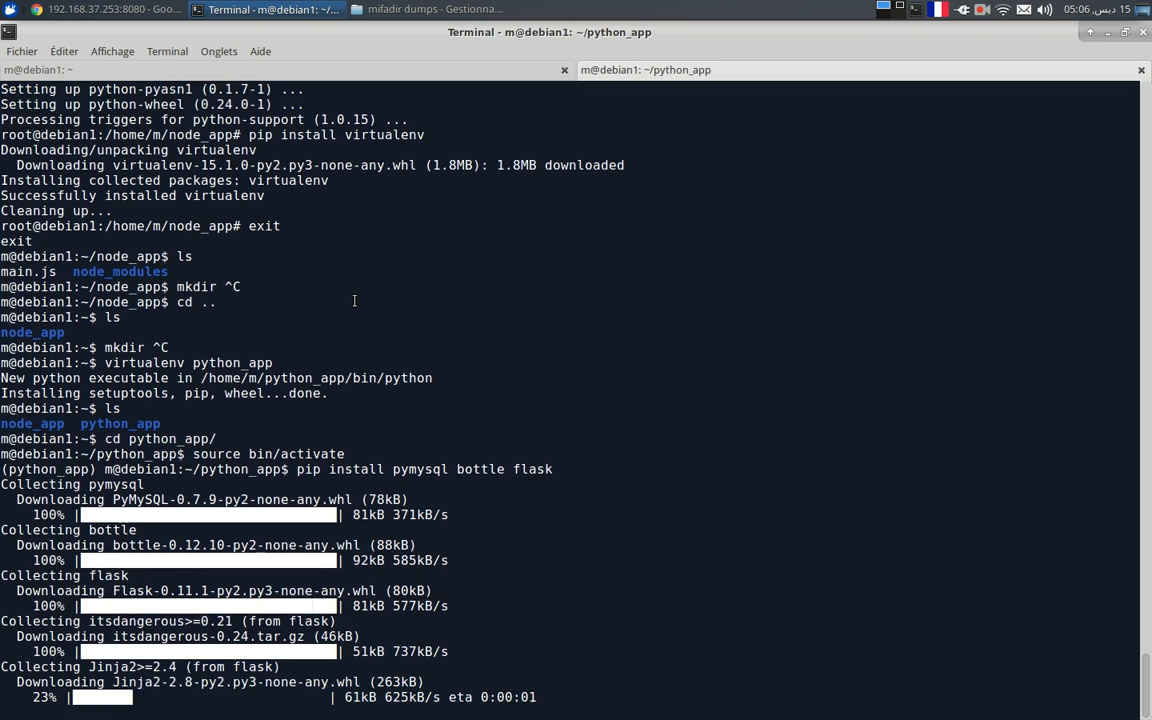 192.168.37.253:8080 - Goo...
Terminal - m@debian1: ~/...
mifadir dumps - Gestionna...
15 ديس, 05:06
Terminal - m@debian1: ~/python_app
Fichier Éditer Affichage Terminal Onglets Aide
m@debian1: ~
m@debian1: ~/python_app
Setting up python-pyasn1 (0.1.7-1) ...
Setting up python-wheel (0.24.0-1) ...
Processing triggers for python-support (1.0.15) ...
root@debian1:/home/m/node_app# pip install virtualenv
Downloading/unpacking virtualenv
  Downloading virtualenv-15.1.0-py2.py3-none-any.whl (1.8MB): 1.8MB downloaded
Installing collected packages: virtualenv
Successfully installed virtualenv
Cleaning up...
root@debian1:/home/m/node_app# exit
exit
m@debian1:~/node_app$ ls
main.js  node_modules
m@debian1:~/node_app$ mkdir ^C
m@debian1:~/node_app$ cd ..
m@debian1:~$ ls
node_app
m@debian1:~$ mkdir ^C
m@debian1:~$ virtualenv python_app
New python executable in /home/m/python_app/bin/python
Installing setuptools, pip, wheel...done.
m@debian1:~$ ls
node_app  python_app
m@debian1:~$ cd python_app/
m@debian1:~/python_app$ source bin/activate
(python_app) m@debian1:~/python_app$ pip install pymysql bottle flask
Collecting pymysql
  Downloading PyMySQL-0.7.9-py2-none-any.whl (78kB)
    100% | | 81kB 371kB/s
Collecting bottle
  Downloading bottle-0.12.10-py2-none-any.whl (88kB)
    100% | | 92kB 585kB/s
Collecting flask
  Downloading Flask-0.11.1-py2.py3-none-any.whl (80kB)
    100% | | 81kB 577kB/s
Collecting itsdangerous>=0.21 (from flask)
  Downloading itsdangerous-0.24.tar.gz (46kB)
    100% | | 51kB 737kB/s
Collecting Jinja2>=2.4 (from flask)
  Downloading Jinja2-2.8-py2.py3-none-any.whl (263kB)
    23% | | 61kB 625kB/s eta 0:00:01